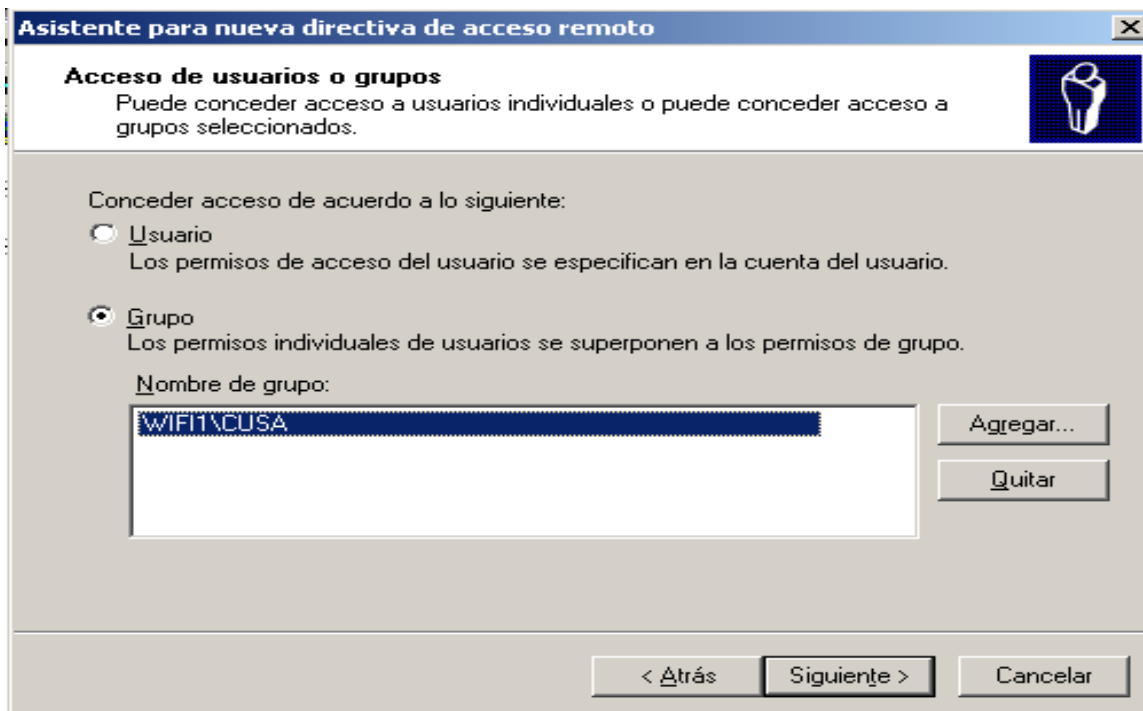 Asistente para nueva directiva de acceso remoto
Acceso de usuarios o grupos
Puede conceder acceso a usuarios individuales o puede conceder acceso a
grupos seleccionados.
Conceder acceso de acuerdo a lo siguiente:
Usuario
Los permisos de acceso del usuario se especifican en la cuenta del usuario.
Grupo
Los permisos individuales de usuarios se superponen a los permisos de grupo.
Nombre de grupo:
WIFI1\CUSA
Agregar...
Quitar
< Atrás
Siguiente >
Cancelar